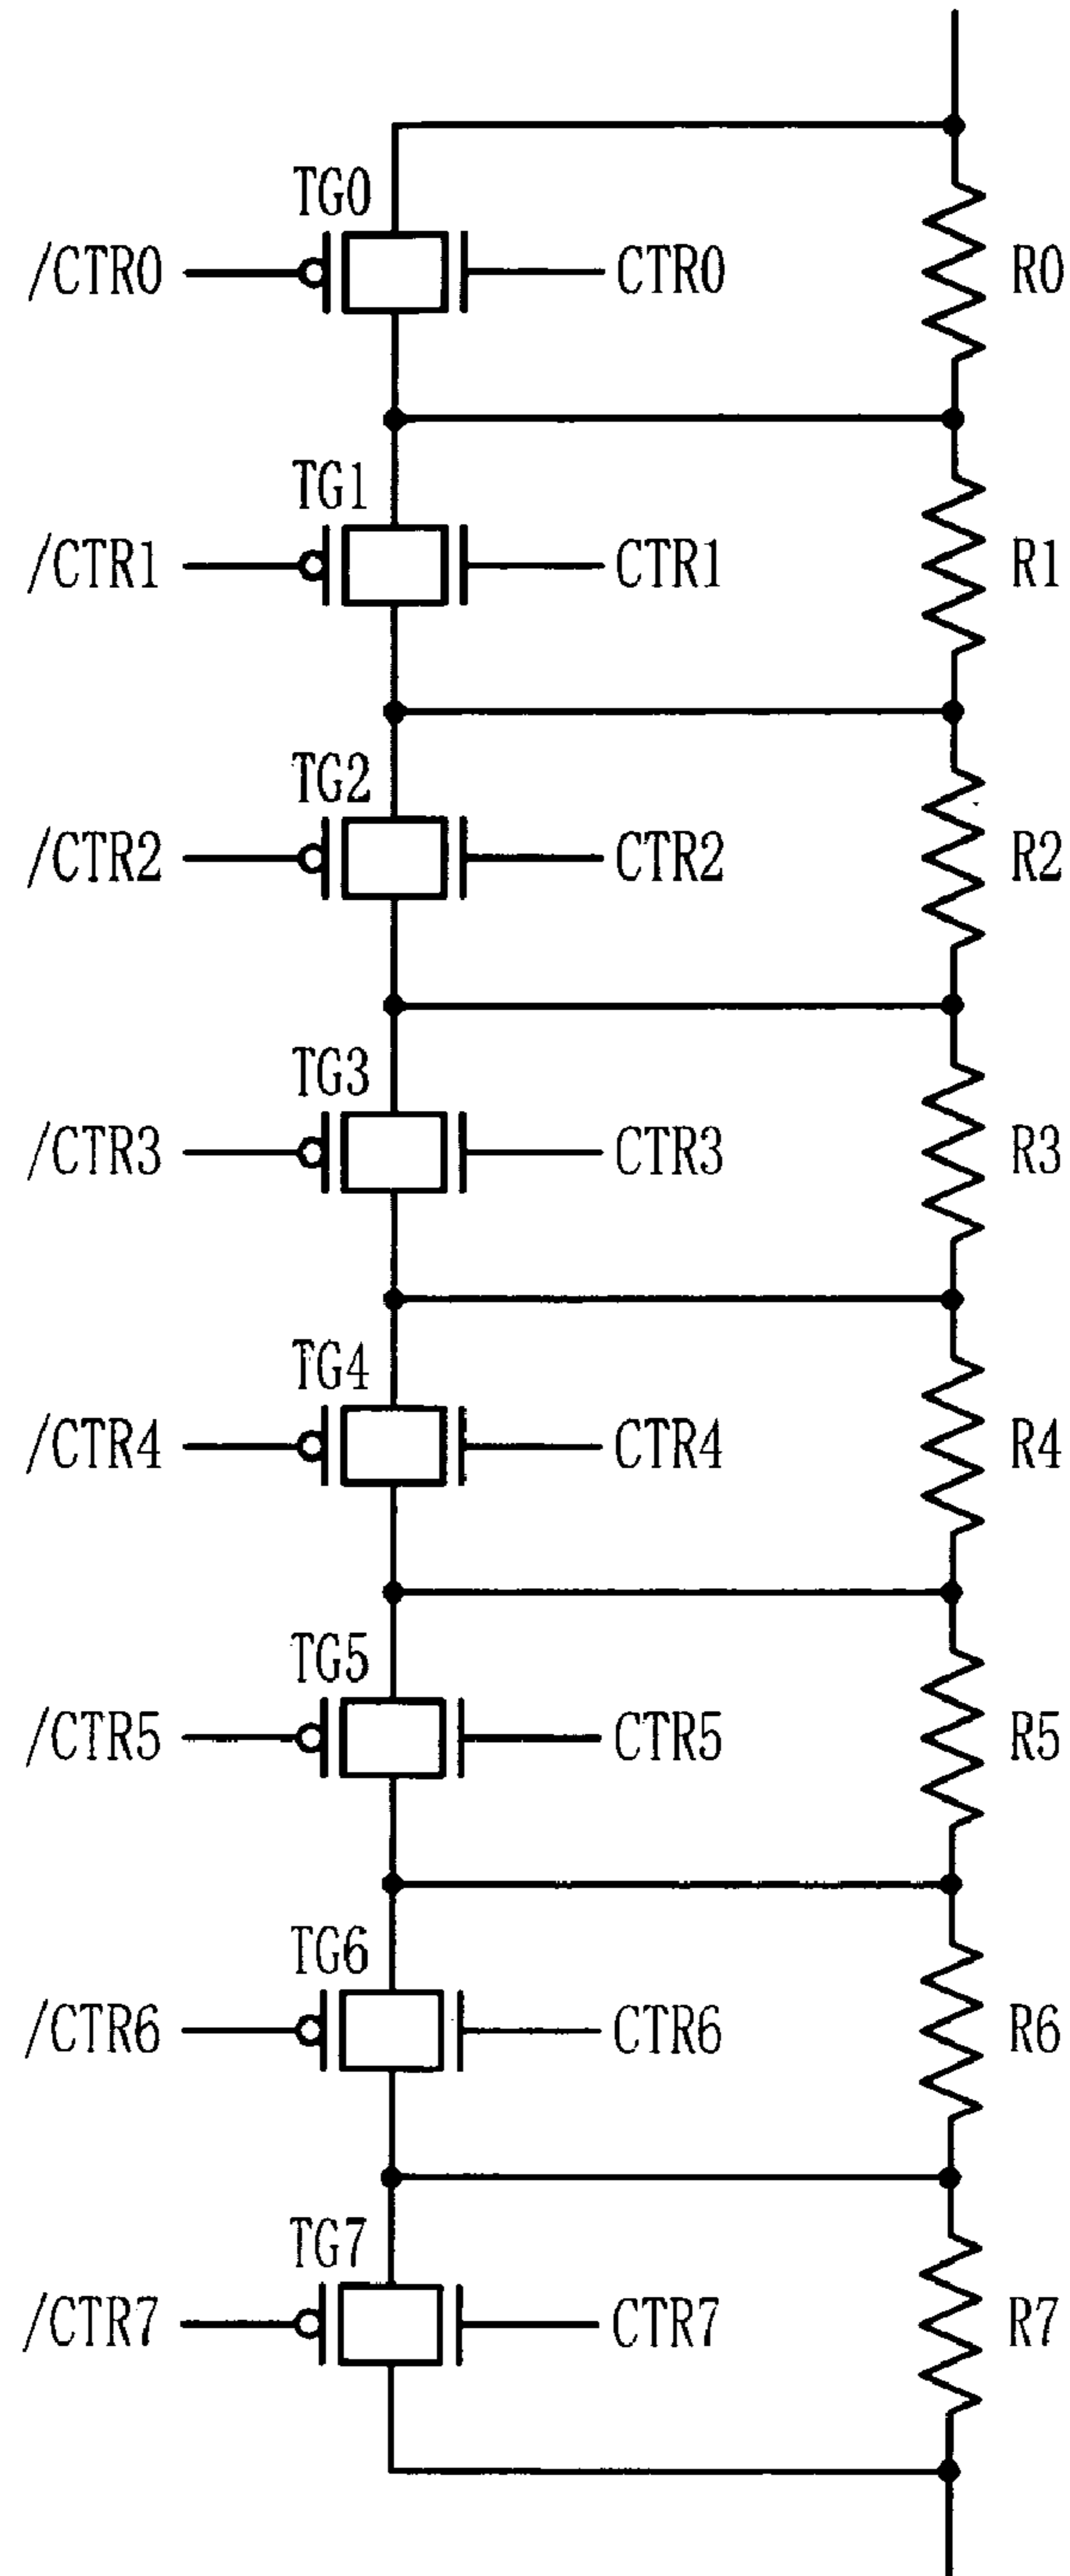 TG0
/CTR0 CTR0 R0
TG1
/CTR1 CTR1 R1
TG2
/CTR2 CTR2 R2
TG3
/CTR3 CTR3 R3
TG4
/CTR4 CTR4 R4
TG5
/CTR5 CTR5 R5
TG6
/CTR6 CTR6 R6
TG7
/CTR7 CTR7 R7